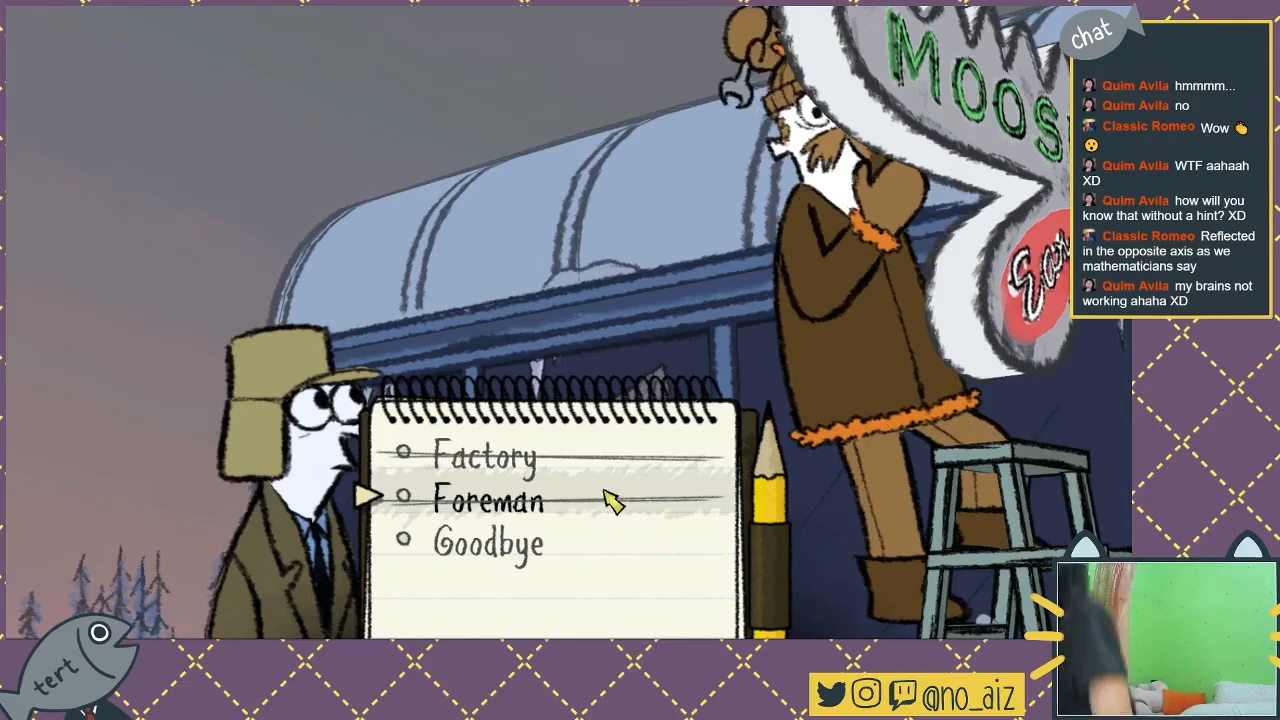 MOOS
chat
Quim Avila hmmmm...
Quim Avila no
Classic Romeo Wow 👏
😮
Quim Avila WTF aahaah
XD
Quim Avila how will you
know that without a hint? XD
Classic Romeo Reflected
in the opposite axis as we
mathematicians say
Quim Avila my brains not
working ahaha XD
Factory
Foreman
Goodbye
tert
@no_aiz